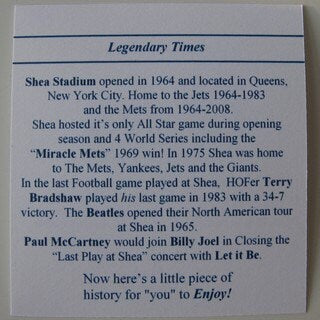 Legendary Times
Shea Stadium opened in 1964 and located in Queens,
New York City. Home to the Jets 1964-1983
and the Mets from 1964-2008.
Shea hosted it's only All Star game during opening
season and 4 World Series including the
“Miracle Mets” 1969 win! In 1975 Shea was home
to The Mets, Yankees, Jets and the Giants.
In the last Football game played at Shea, HOFer Terry
Bradshaw played his last game in 1983 with a 34-7
victory. The Beatles opened their North American tour
at Shea in 1965.
Paul McCartney would join Billy Joel in Closing the
“Last Play at Shea” concert with Let it Be.
Now here’s a little piece of
history for "you" to Enjoy!